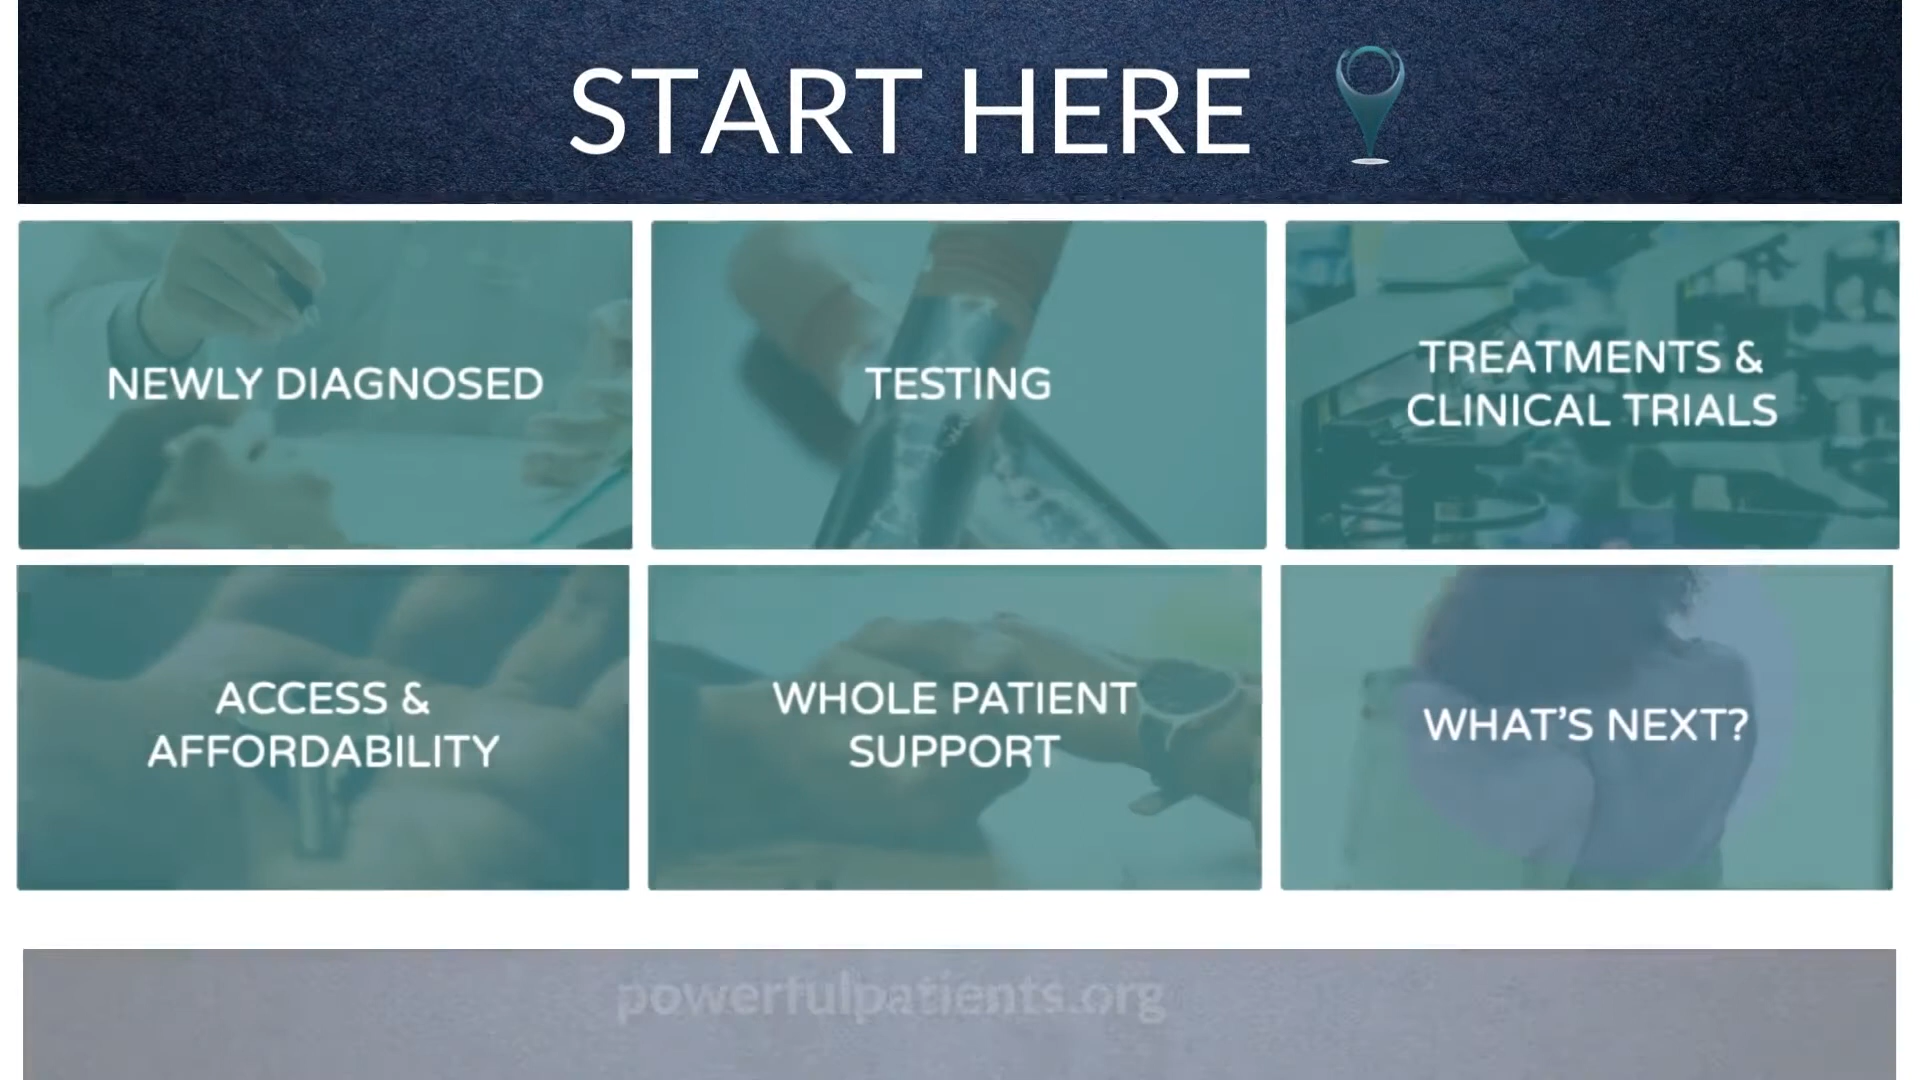 START HERE
NEWLY DIAGNOSED
TESTING
TREATMENTS &
CLINICAL TRIALS
ACCESS &
AFFORDABILITY
WHOLE PATIENT
SUPPORT
WHAT’S NEXT?
powerfulpatients.org